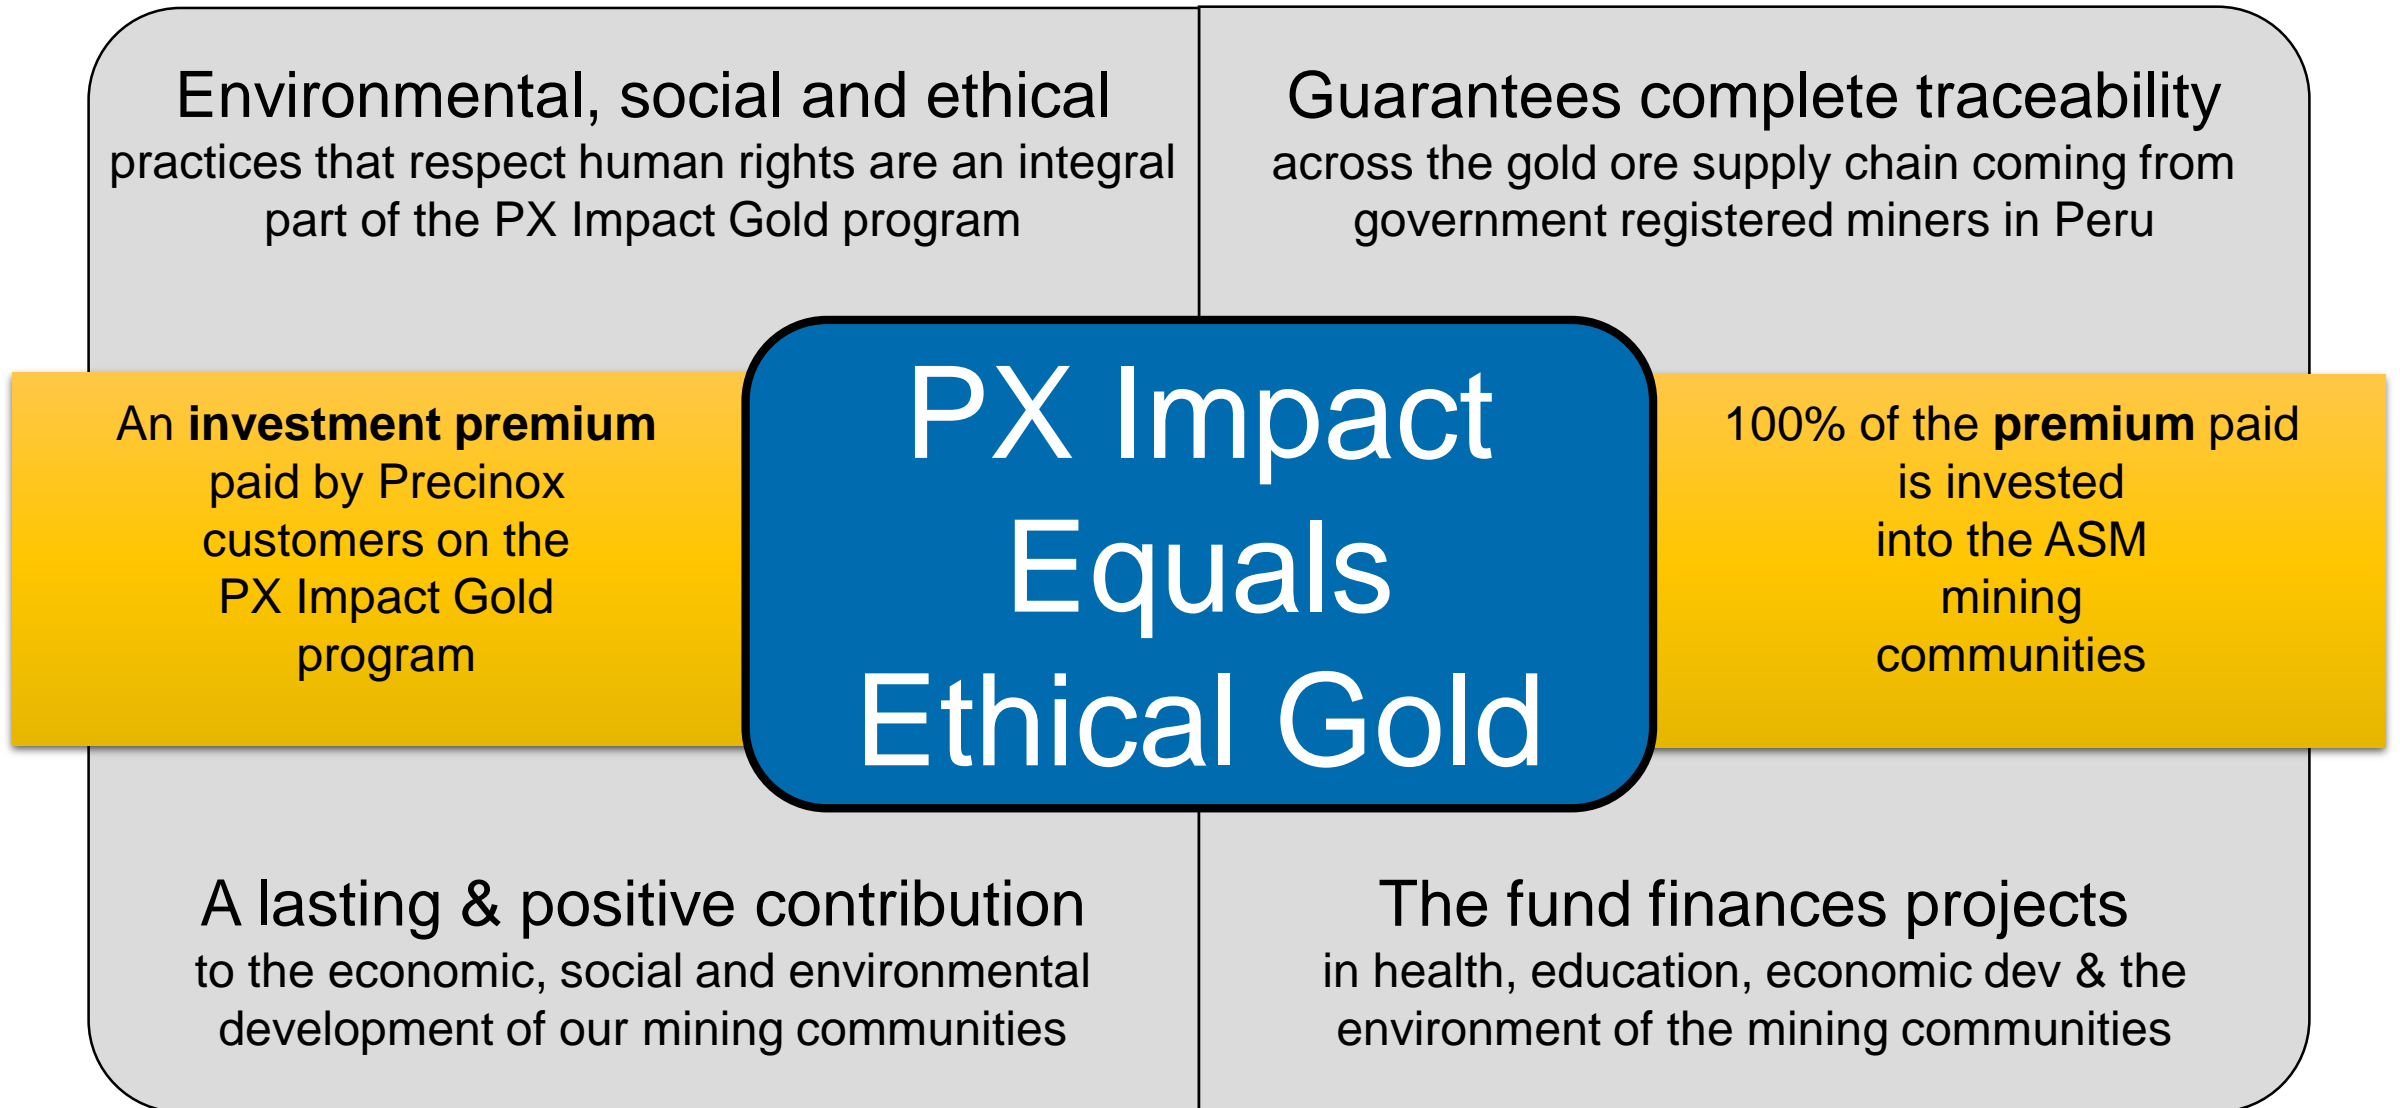 Environmental, social and ethical
practices that respect human rights are an integral
part of the PX Impact Gold program
Guarantees complete traceability
across the gold ore supply chain coming from
government registered miners in Peru
An investment premium
paid by Precinox
customers on the
PX Impact Gold
program
PX Impact
Equals
Ethical Gold
100% of the premium paid
is invested
into the ASM
mining
communities
A lasting & positive contribution
to the economic, social and environmental
development of our mining communities
The fund finances projects
in health, education, economic dev & the
environment of the mining communities